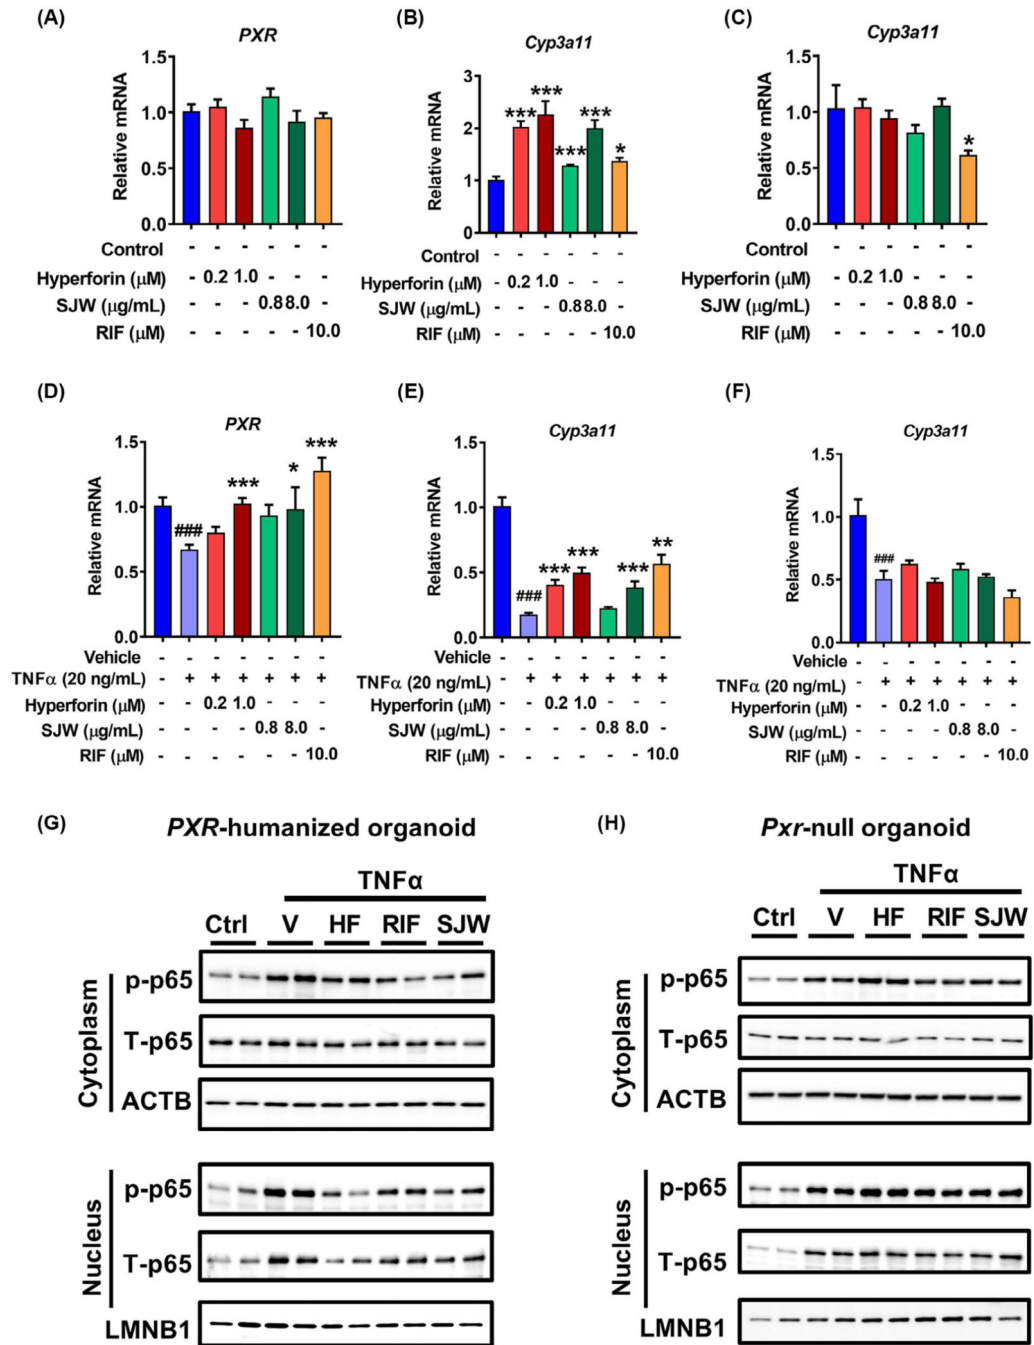 (A)
PXR
Relative mRNA
1.5
1.0
0.5
0.0
Control - - - - - -
Hyperforin (μM) - 0.2 1.0 - - -
SJW (μg/mL) - - - 0.8 8.0 -
RIF (μM) - - - - - 10.0
(B)
Cyp3a11
Relative mRNA
3
2
1
0
*** *** *** *** *
Control - - - - - -
Hyperforin (μM) - 0.2 1.0 - - -
SJW (μg/mL) - - - 0.8 8.0 -
RIF (μM) - - - - - 10.0
(C)
Cyp3a11
Relative mRNA
1.5
1.0
0.5
0.0
*
Control - - - - - -
Hyperforin (μM) - 0.2 1.0 - - -
SJW (μg/mL) - - - 0.8 8.0 -
RIF (μM) - - - - - 10.0
(D)
PXR
Relative mRNA
1.5
1.0
0.5
0.0
### *** * ***
Vehicle
TNFα (20 ng/mL) - + + + + + +
Hyperforin (μM) - - 0.2 1.0 - - -
SJW (μg/mL) - - - - 0.8 8.0 -
RIF (μM) - - - - - - 10.0
(E)
Cyp3a11
Relative mRNA
1.5
1.0
0.5
0.0
### *** *** *** **
Vehicle
TNFα (20 ng/mL) - + + + + + +
Hyperforin (μM) - - 0.2 1.0 - - -
SJW (μg/mL) - - - - 0.8 8.0 -
RIF (μM) - - - - - - 10.0
(F)
Cyp3a11
Relative mRNA
1.5
1.0
0.5
0.0
###
Vehicle
TNFα (20 ng/mL) - + + + + + +
Hyperforin (μM) - - 0.2 1.0 - - -
SJW (μg/mL) - - - - 0.8 8.0 -
RIF (μM) - - - - - - 10.0
(G)
PXR-humanized organoid
TNFα
Ctrl V HF RIF SJW
Cytoplasm
p-p65
T-p65
ACTB
Nucleus
p-p65
T-p65
LMNB1
(H)
Pxr-null organoid
TNFα
Ctrl V HF RIF SJW
Cytoplasm
p-p65
T-p65
ACTB
Nucleus
p-p65
T-p65
LMNB1